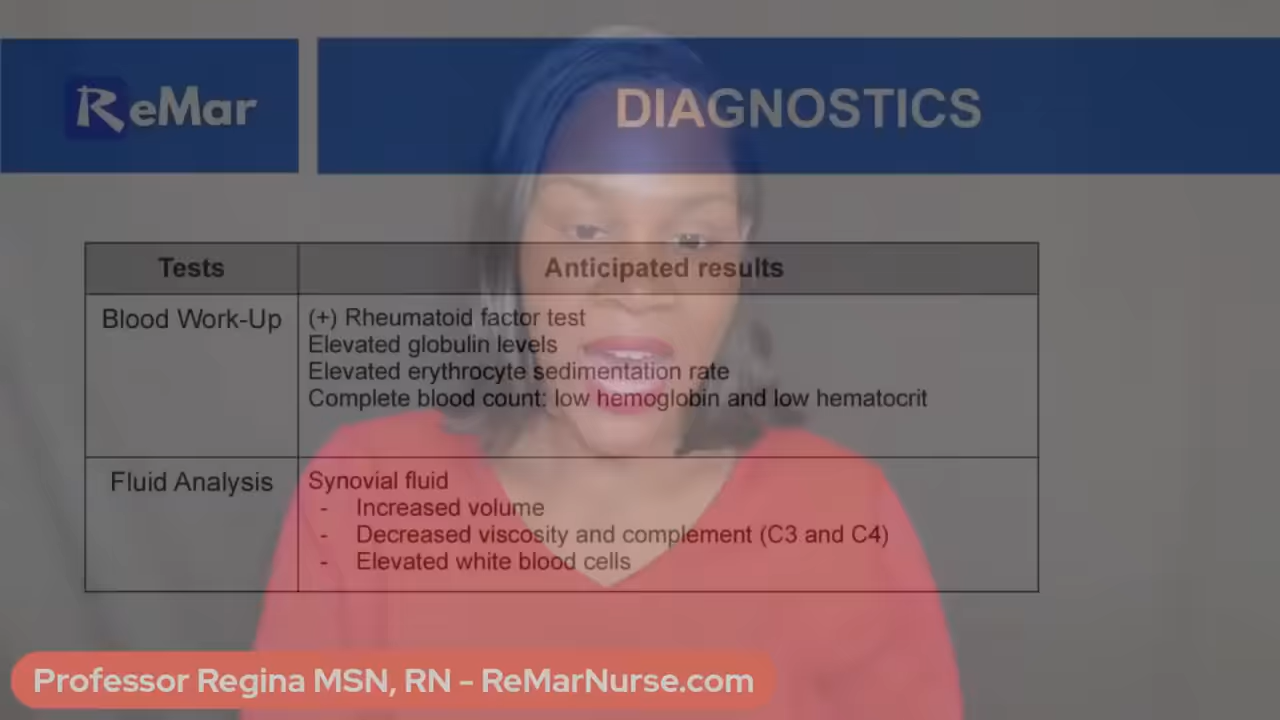 ReMar
DIAGNOSTICS
Tests
Anticipated results
Blood Work-Up
(+) Rheumatoid factor test
Elevated globulin levels
Elevated erythrocyte sedimentation rate
Complete blood count: low hemoglobin and low hematocrit
Fluid Analysis
Synovial fluid
- Increased volume
- Decreased viscosity and complement (C3 and C4)
- Elevated white blood cells
Professor Regina MSN, RN - ReMarNurse.com